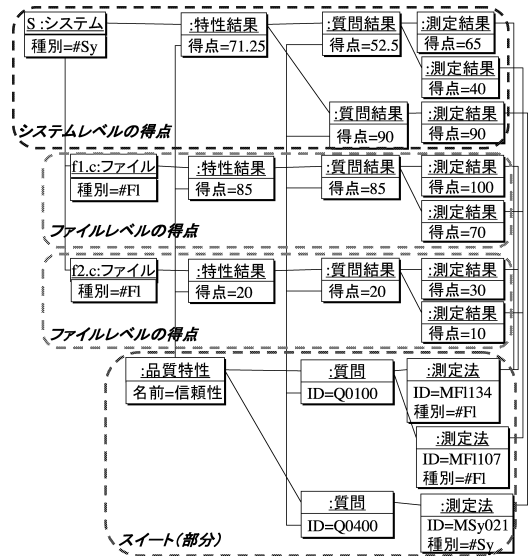 S:システム
種別=#Sy
:特性結果
得点=71.25
:質問結果
得点=52.5
:測定結果
得点=65
:測定結果
得点=40
:質問結果
得点=90
:測定結果
得点=90
システムレベルの得点
f1.c:ファイル
種別=#Fl
:特性結果
得点=85
:質問結果
得点=85
:測定結果
得点=100
:測定結果
得点=70
ファイルレベルの得点
f2.c:ファイル
種別=#Fl
:特性結果
得点=20
:質問結果
得点=20
:測定結果
得点=30
:測定結果
得点=10
ファイルレベルの得点
:品質特性
名前=信頼性
:質問
ID=Q0100
:測定法
ID=MFl134
種別=#Fl
:測定法
ID=MFl107
種別=#Fl
:質問
ID=Q0400
:測定法
ID=MSy021
種別=#Sy
スイート(部分)